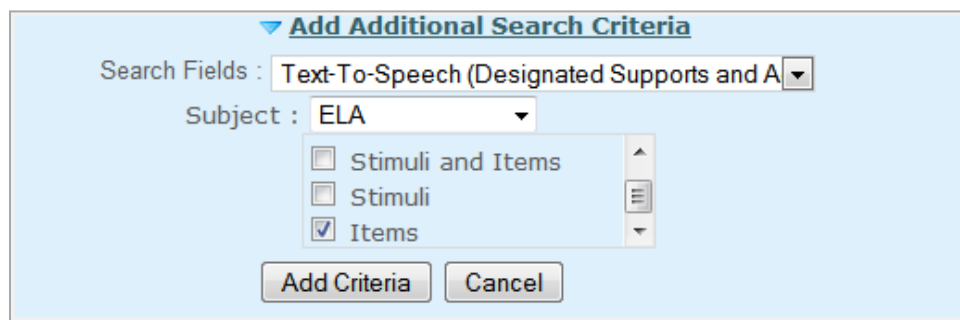 Add Additional Search Criteria
Search Fields : Text-To-Speech (Designated Supports and A
Subject : ELA
Stimuli and Items
Stimuli
Items
Add Criteria Cancel